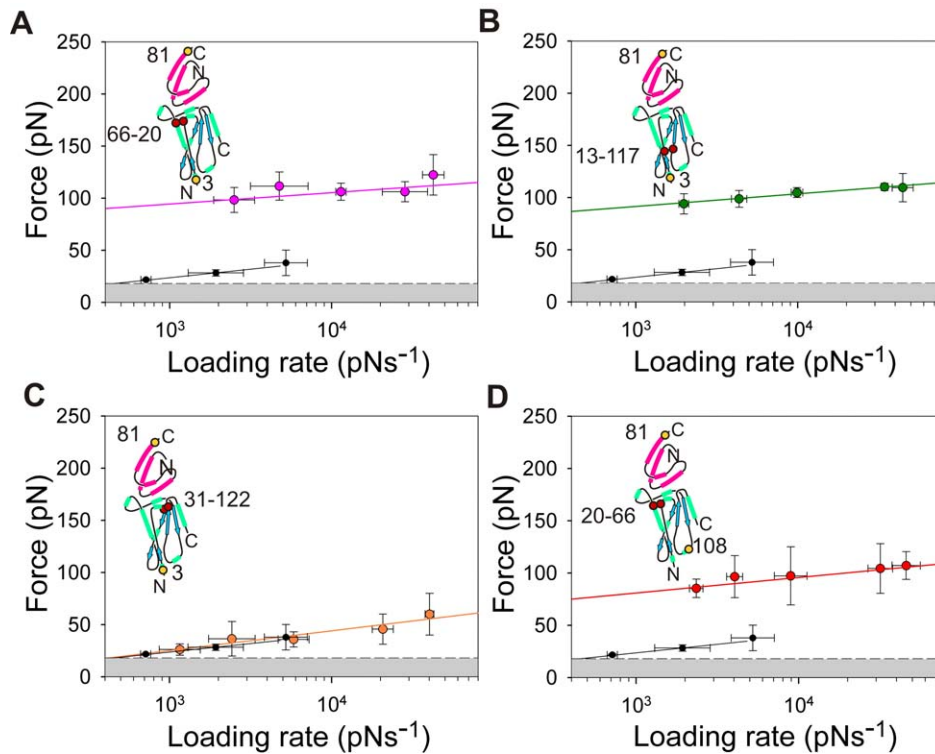 A
250
200
150
100
50
0
Force (pN)
10³
10⁴
Loading rate (pNs⁻¹)
81
C
N
66-20
C
N
3
B
250
200
150
100
50
0
Force (pN)
10³
10⁴
Loading rate (pNs⁻¹)
81
C
N
13-117
C
N
3
C
250
200
150
100
50
0
Force (pN)
10³
10⁴
Loading rate (pNs⁻¹)
81
C
N
31-122
C
N
3
D
250
200
150
100
50
0
Force (pN)
10³
10⁴
Loading rate (pNs⁻¹)
81
C
N
20-66
C
108
N